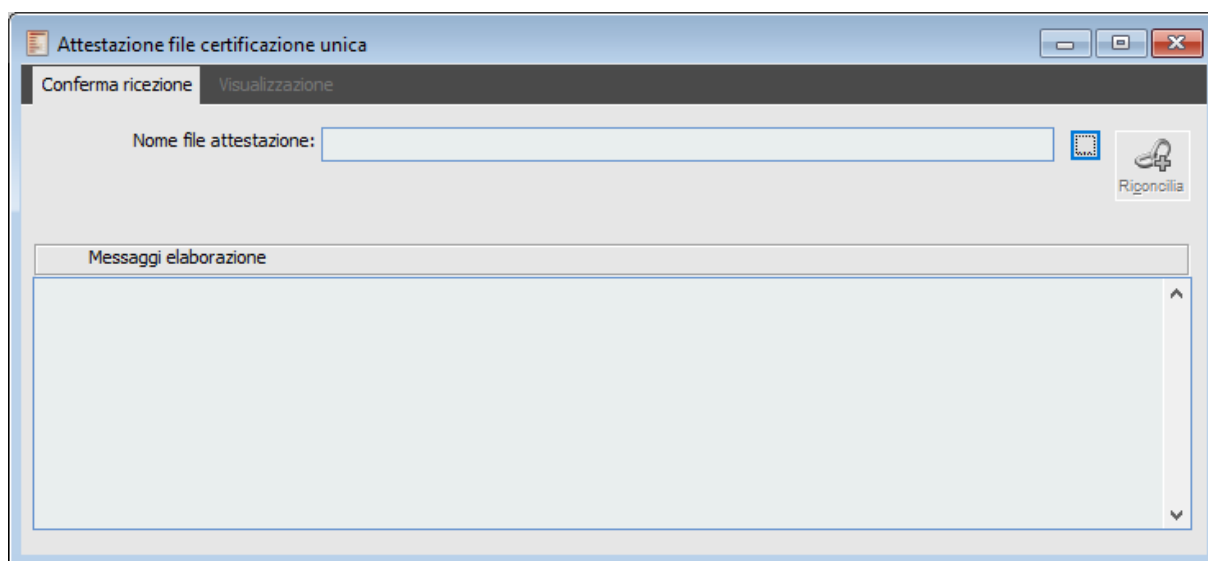 Attestazione file certificazione unica
Conferma ricezione Visualizzazione
Nome file attestazione:
Riconcilia
Messaggi elaborazione